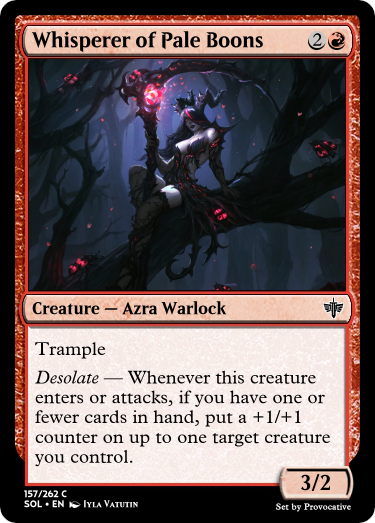 Whisperer of Pale Boons 2
Creature — Azra Warlock
Trample
Desolate — Whenever this creature
enters or attacks, if you have one or
fewer cards in hand, put a +1/+1
counter on up to one target creature
you control.
3/2
157/262 C
SOL • EN Iyla Vatutin
Set by Provocative